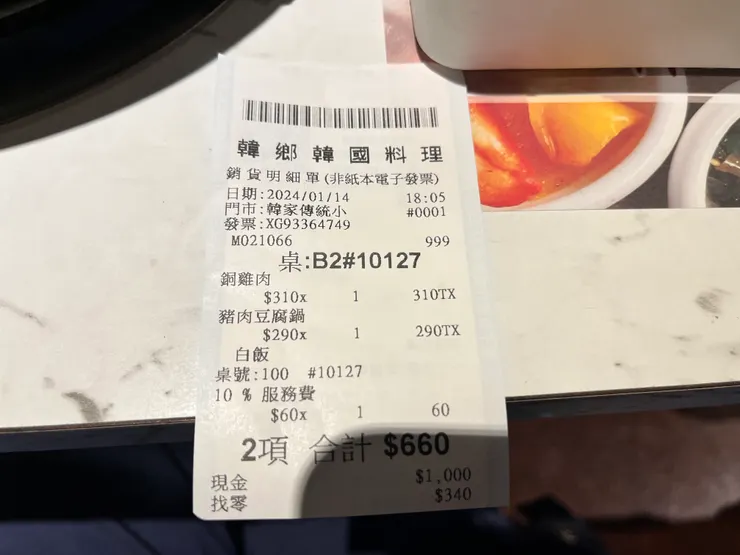 韓鄉韓國料理
銷貨明細單(非紙本電子發票)
日期:2024/01/14 18:05
門市:韓家傳統小 #0001
發票:XG93364749
M021066 999
桌:B2#10127
銅雞肉
$310x 1 310TX
豬肉豆腐鍋
$290x 1 290TX
白飯
桌號:100 #10127
10 % 服務費
$60x 1 60
2項 合計 $660
現金 $1,000
找零 $340